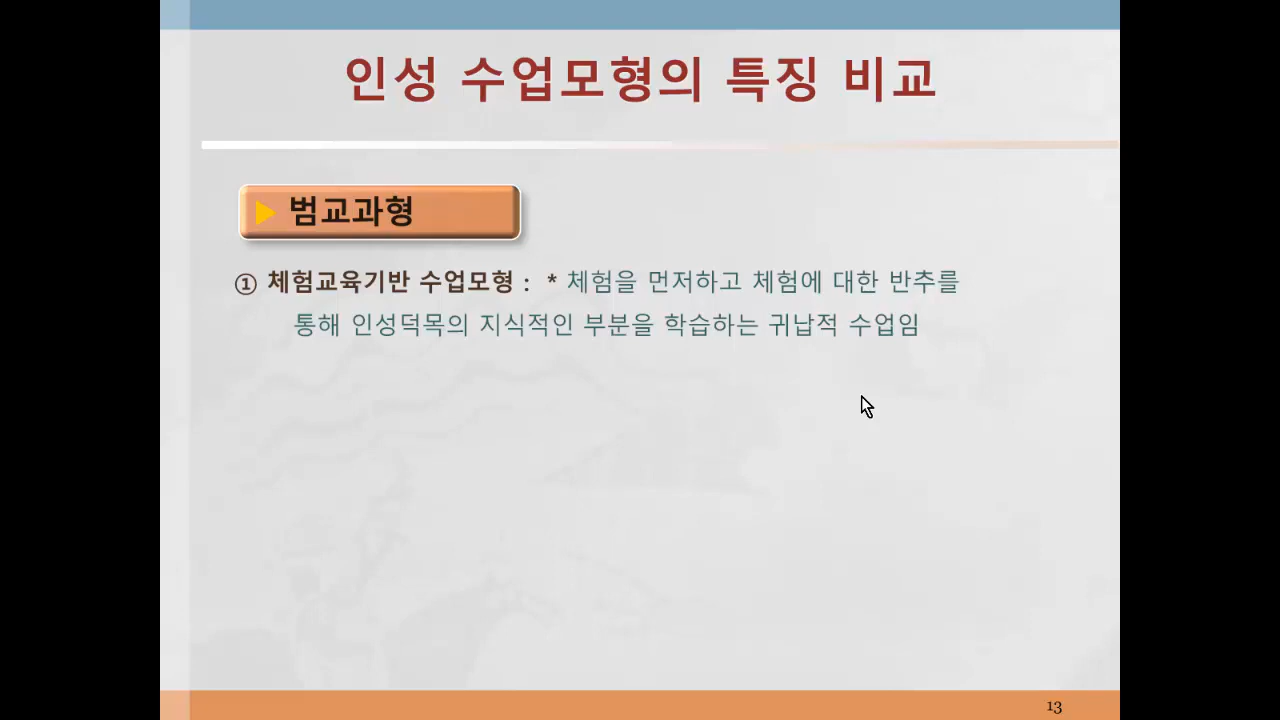 인성 수업모형의 특징 비교
범교과형
① 체험교육기반 수업모형 : * 체험을 먼저하고 체험에 대한 반추를
통해 인성덕목의 지식적인 부분을 학습하는 귀납적 수업임
13